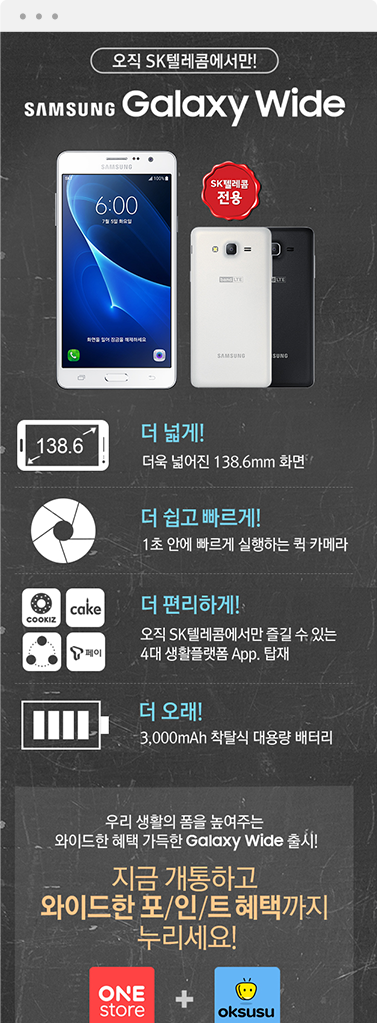 오직 SK텔레콤에서만!
SAMSUNG Galaxy Wide
SAMSUNG
100%
6:00
7월 5일 화요일
화면을 밀어 잠금을 해제하세요
SK텔레콤
전용
SAMSUNG
138.6
더 넓게!
더욱 넓어진 138.6mm 화면
더 쉽고 빠르게!
1초 안에 빠르게 실행하는 퀵 카메라
COOKIZ
cake
T페이
더 편리하게!
오직 SK텔레콤에서만 즐길 수 있는
4대 생활플랫폼 App. 탑재
더 오래!
3,000mAh 착탈식 대용량 배터리
우리 생활의 폼을 높여주는
와이드한 혜택 가득한 Galaxy Wide 출시!
지금 개통하고
와이드한 포/인/트 혜택까지
누리세요!
ONE
store
+
oksusu